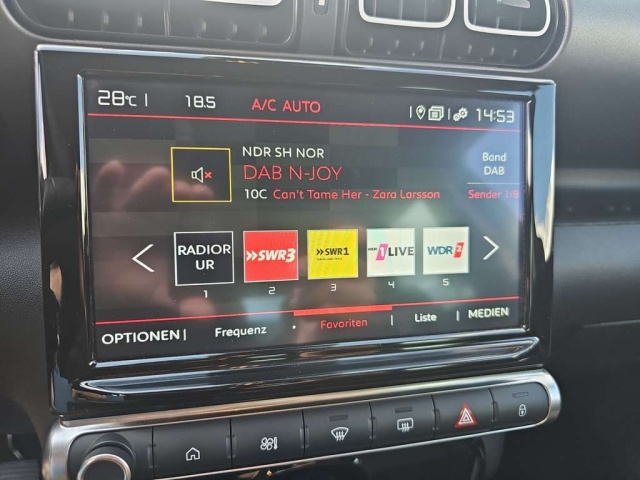 28°C 18.5 A/C AUTO 14:53
NDR SH NOR
DAB N-JOY
10C Can't Tame Her - Zara Larsson
Band
DAB
Sender 1/9
RADIOR
UR
SWR3
SWR1
1LIVE
WDR 2
1 2 3 4 5
OPTIONEN Frequenz Favoriten Liste MEDIEN